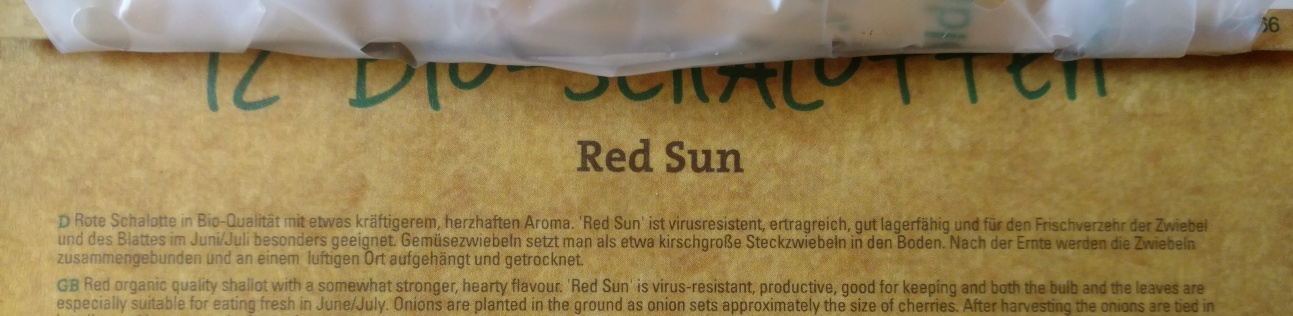 66
12 BIO-SCHALOTTEN
Red Sun
D Rote Schalotte in Bio-Qualität mit etwas kräftigerem, herzhaften Aroma. 'Red Sun' ist virusresistent, ertragreich, gut lagerfähig und für den Frischverzehr der Zwiebel
und des Blattes im Juni/Juli besonders geeignet. Gemüsezwiebeln setzt man als etwa kirschgroße Steckzwiebeln in den Boden. Nach der Ernte werden die Zwiebeln
zusammengebunden und an einem luftigen Ort aufgehängt und getrocknet.
GB Red organic quality shallot with a somewhat stronger, hearty flavour. 'Red Sun' is virus-resistant, productive, good for keeping and both the bulb and the leaves are
especially suitable for eating fresh in June/July. Onions are planted in the ground as onion sets approximately the size of cherries. After harvesting the onions are tied in